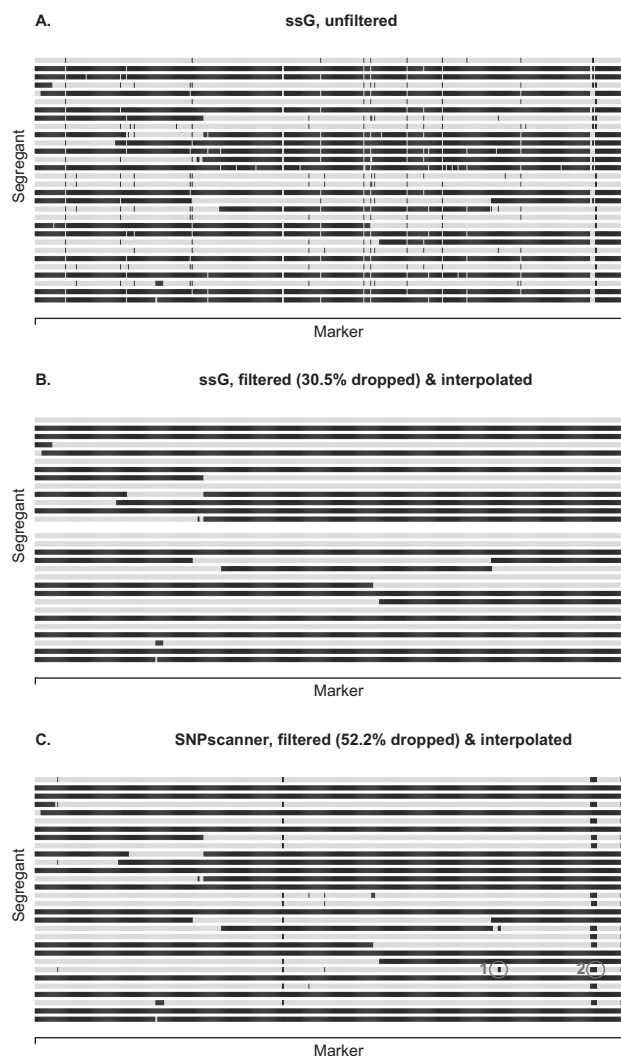 A.
ssG, unfiltered
Segregant
Marker
B.
ssG, filtered (30.5% dropped) & interpolated
Segregant
Marker
C.
SNPscanner, filtered (52.2% dropped) & interpolated
Segregant
1
2
Marker